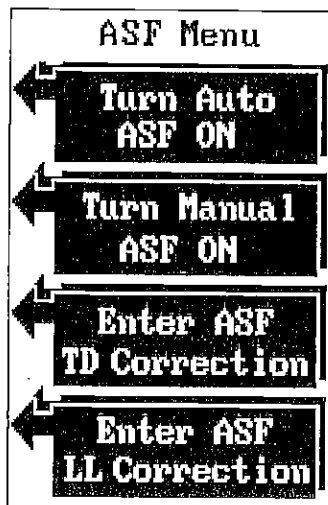 ASF Menu
Turn Auto
ASF ON
Turn Manual
ASF ON
Enter ASF
TD Correction
Enter ASF
LL Correction